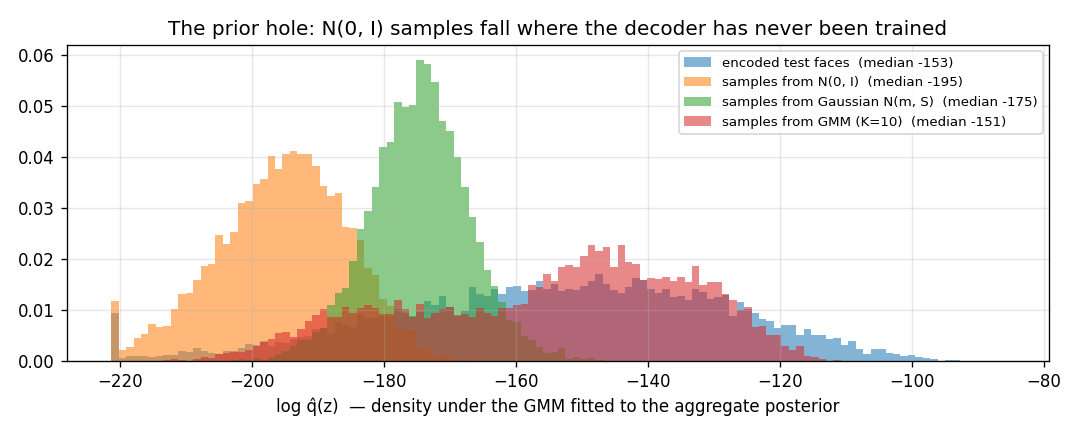 The prior hole: N(0, I) samples fall where the decoder has never been trained
0.06
0.05
0.04
0.03
0.02
0.01
0.00
encoded test faces  (median -153)
samples from N(0, I)  (median -195)
samples from Gaussian N(m, S)  (median -175)
samples from GMM (K=10)  (median -151)
−220
−200
−180
−160
−140
−120
−100
−80
log q̂(z)  — density under the GMM fitted to the aggregate posterior